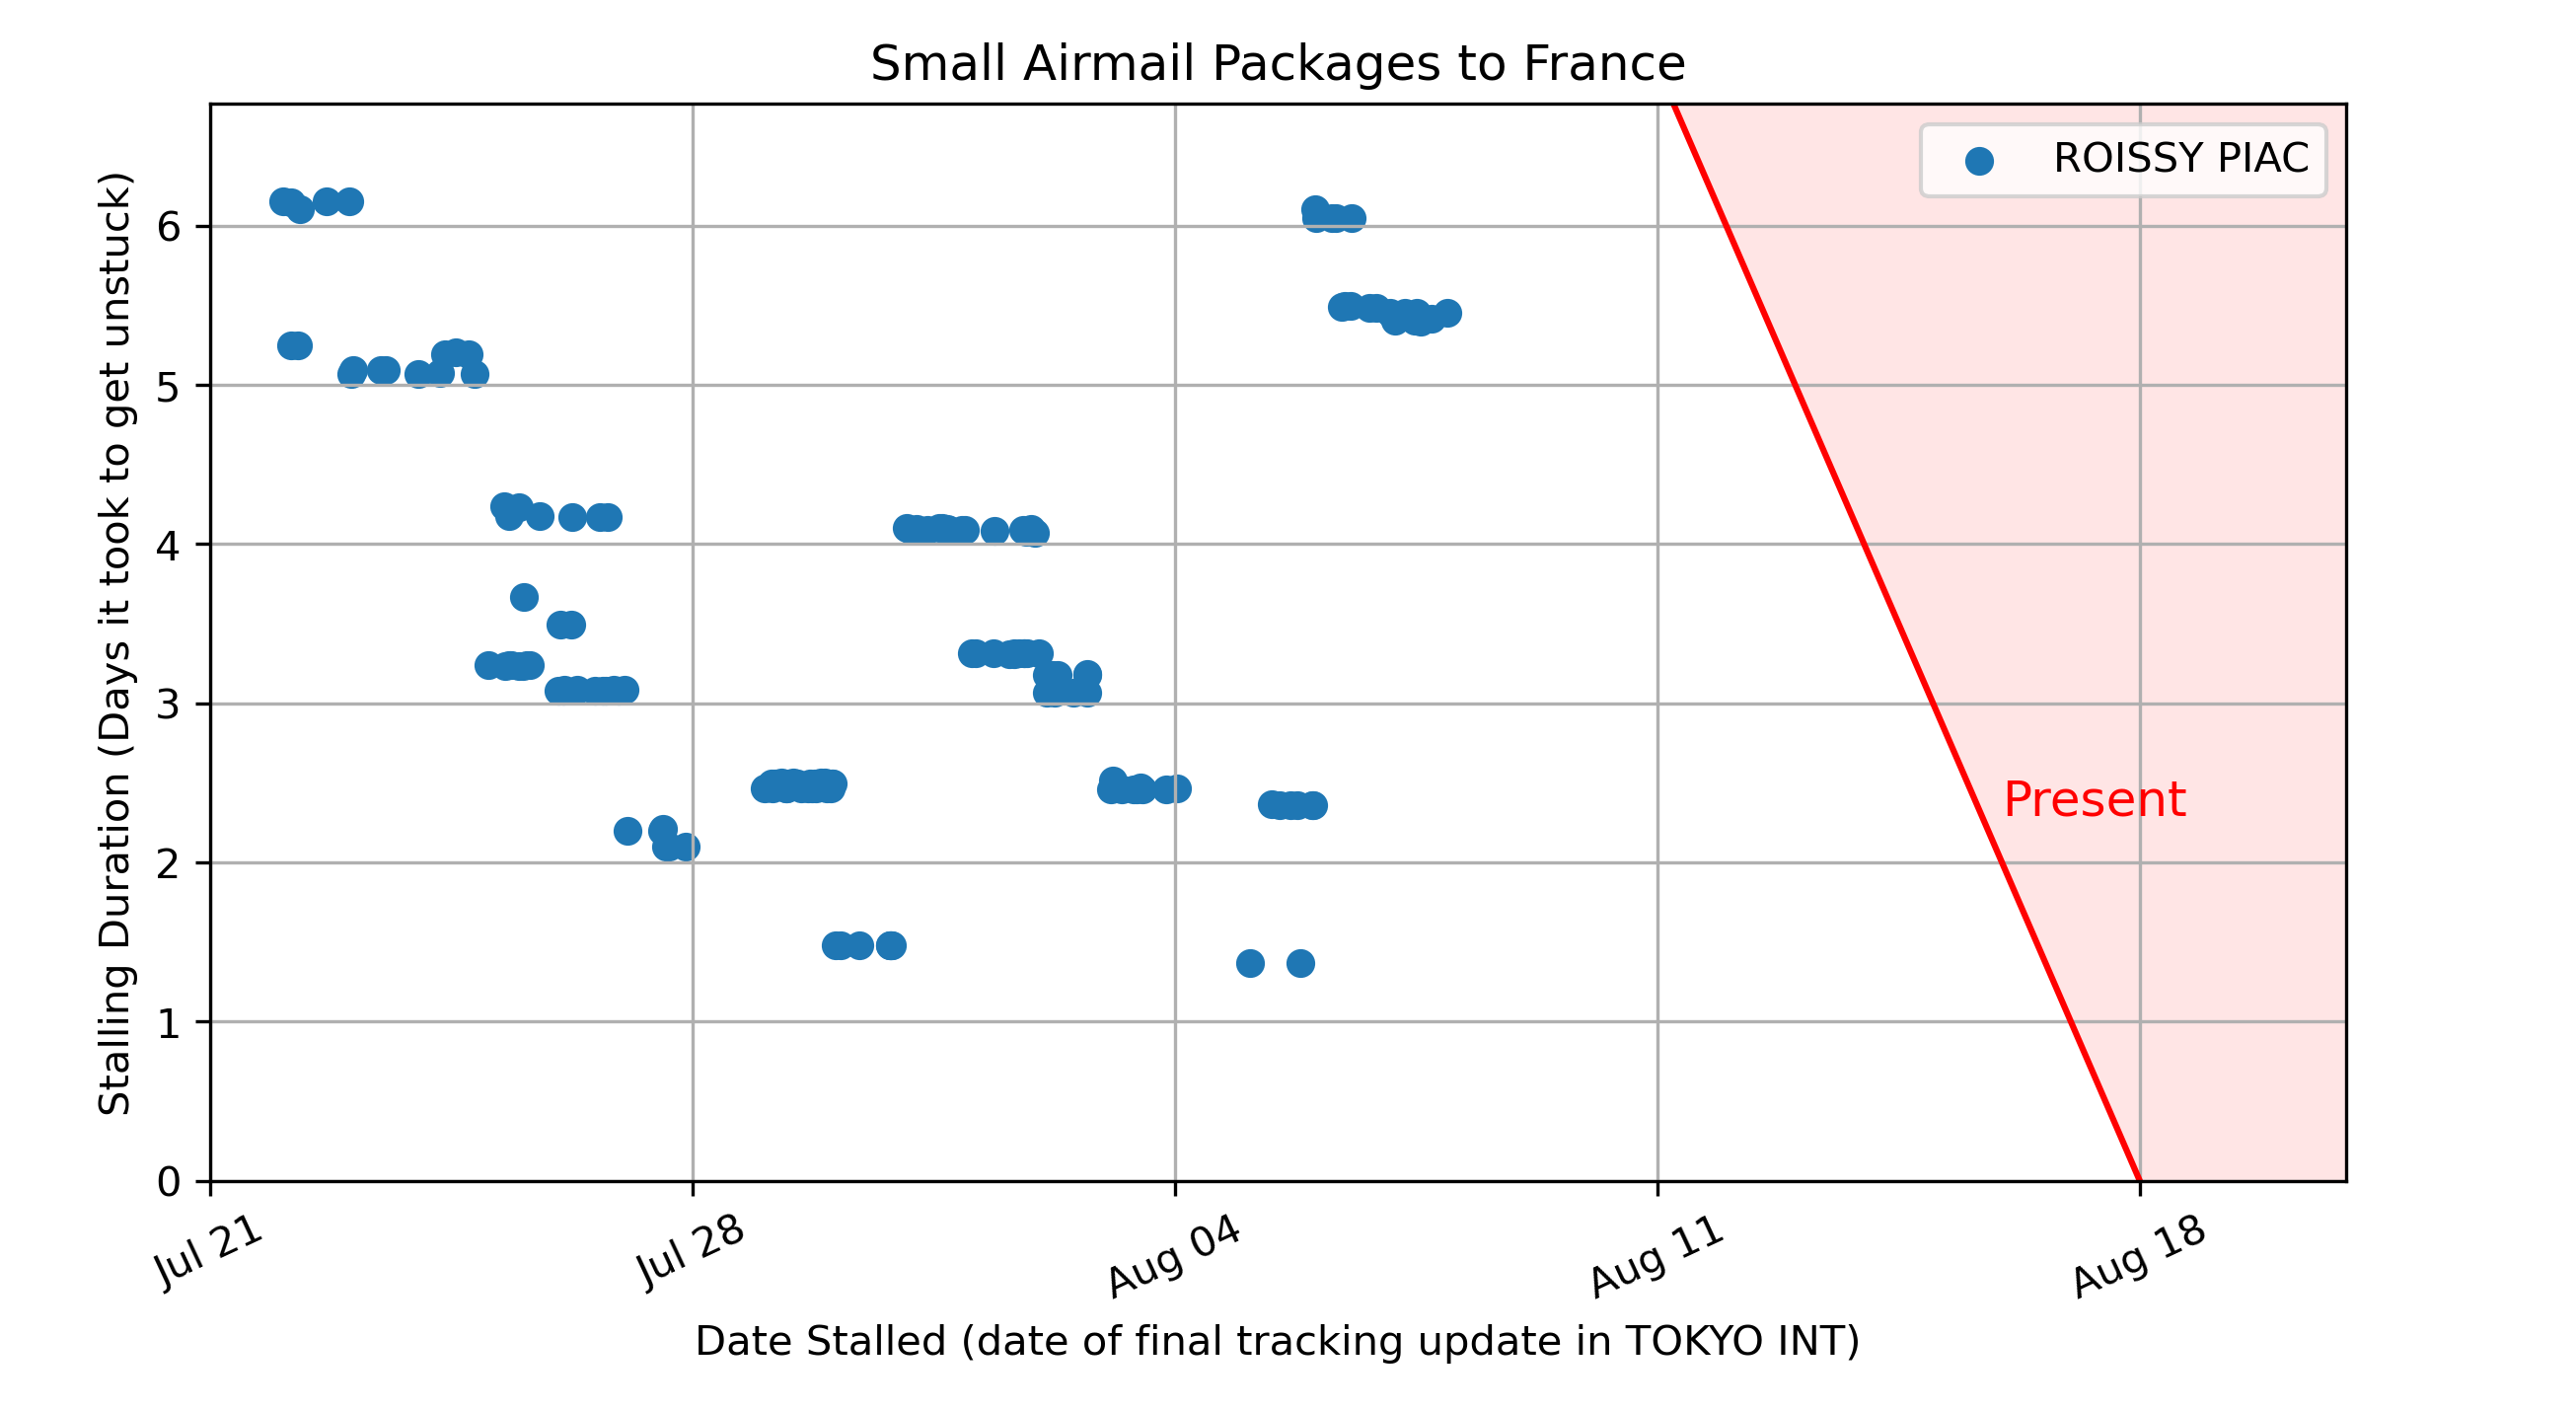 Small Airmail Packages to France
ROISSY PIAC
Stalling Duration (Days it took to get unstuck)
6
5
4
3
2
1
0
Present
Jul 21
Jul 28
Aug 04
Aug 11
Aug 18
Date Stalled (date of final tracking update in TOKYO INT)